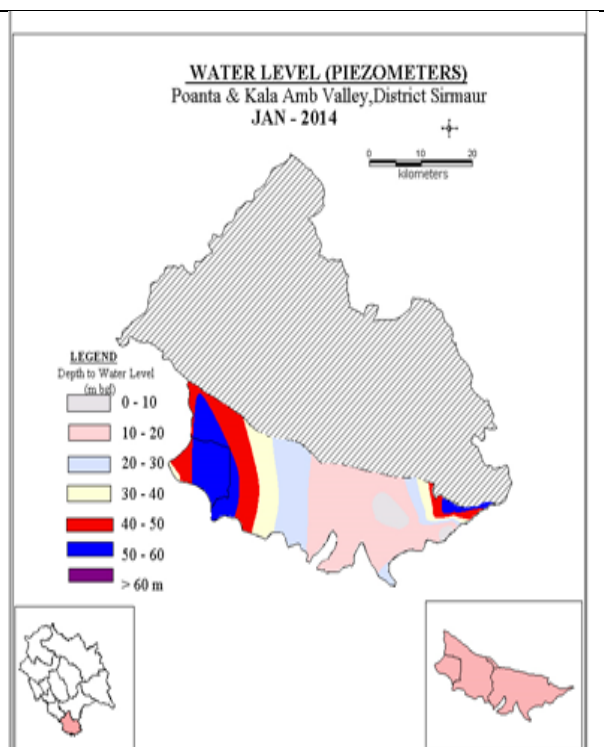 WATER LEVEL (PIEZOMETERS)
Poanta & Kala Amb Valley,District Sirmaur
JAN - 2014
0 10 20
kilometers
LEGEND
Depth to Water Level
(m bgl)
0 - 10
10 - 20
20 - 30
30 - 40
40 - 50
50 - 60
> 60 m